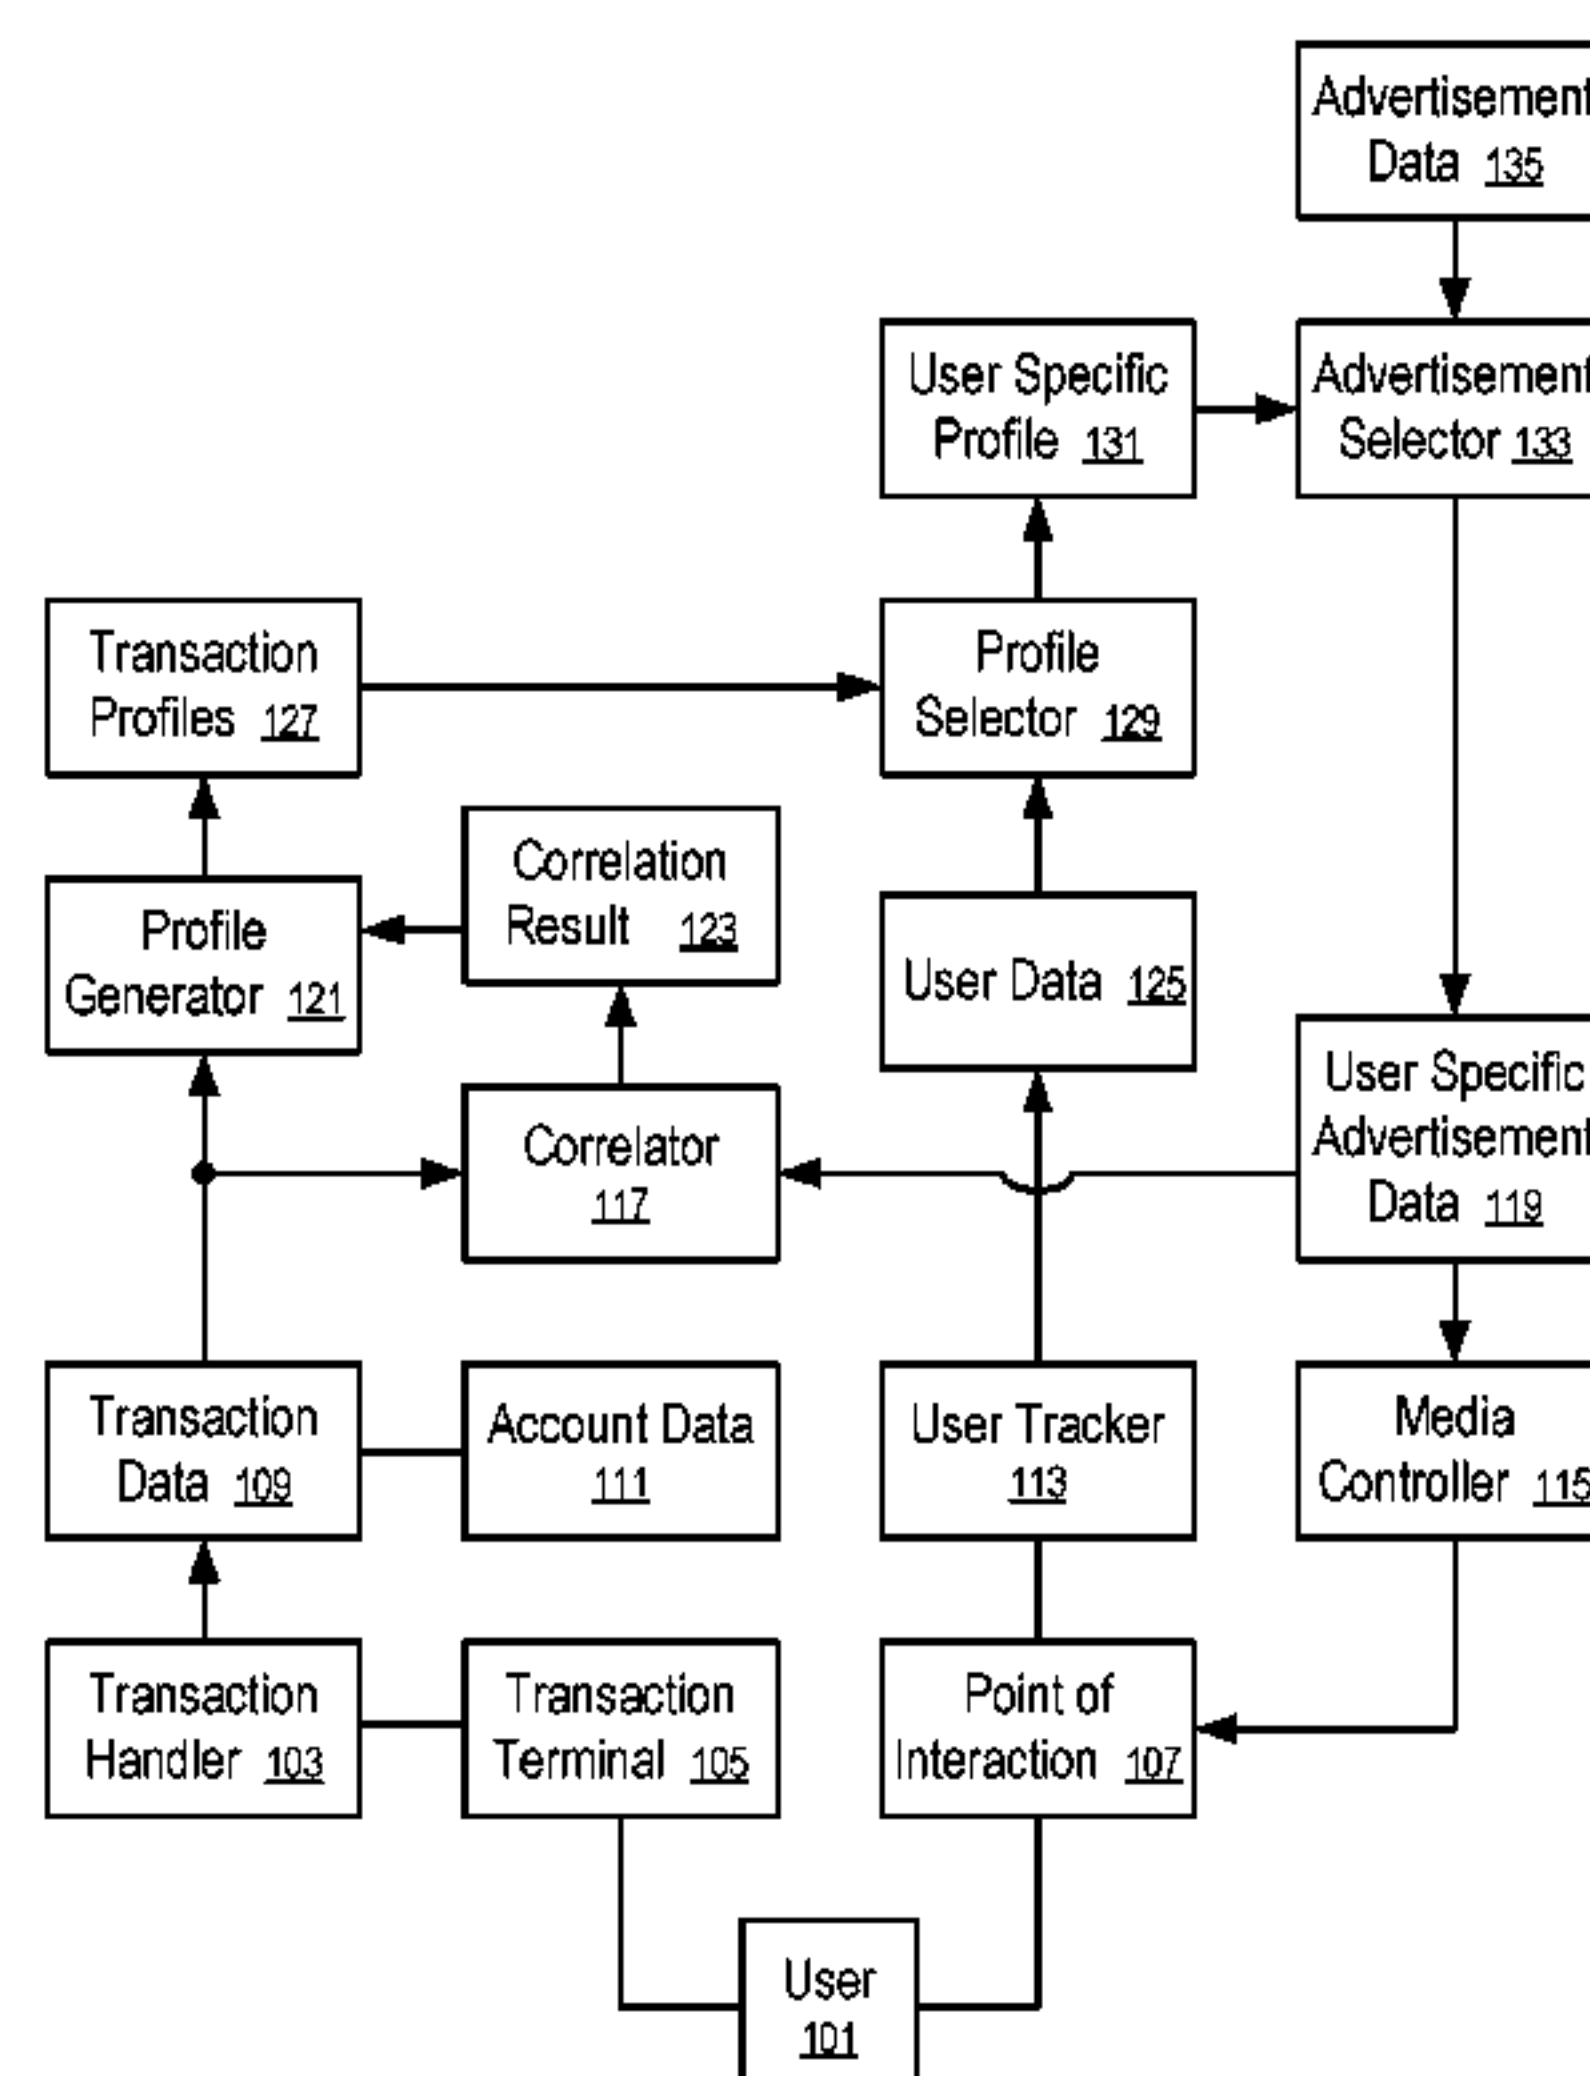 Advertisement
Data 135
User Specific
Profile 131
Advertisement
Selector 133
Transaction
Profiles 127
Profile
Selector 129
Correlation
Result 123
Profile
Generator 121
User Data 125
User Specific
Advertisement
Data 119
Correlator
117
Transaction
Data 109
Account Data
111
User Tracker
113
Media
Controller 115
Transaction
Handler 103
Transaction
Terminal 105
Point of
Interaction 107
User
101